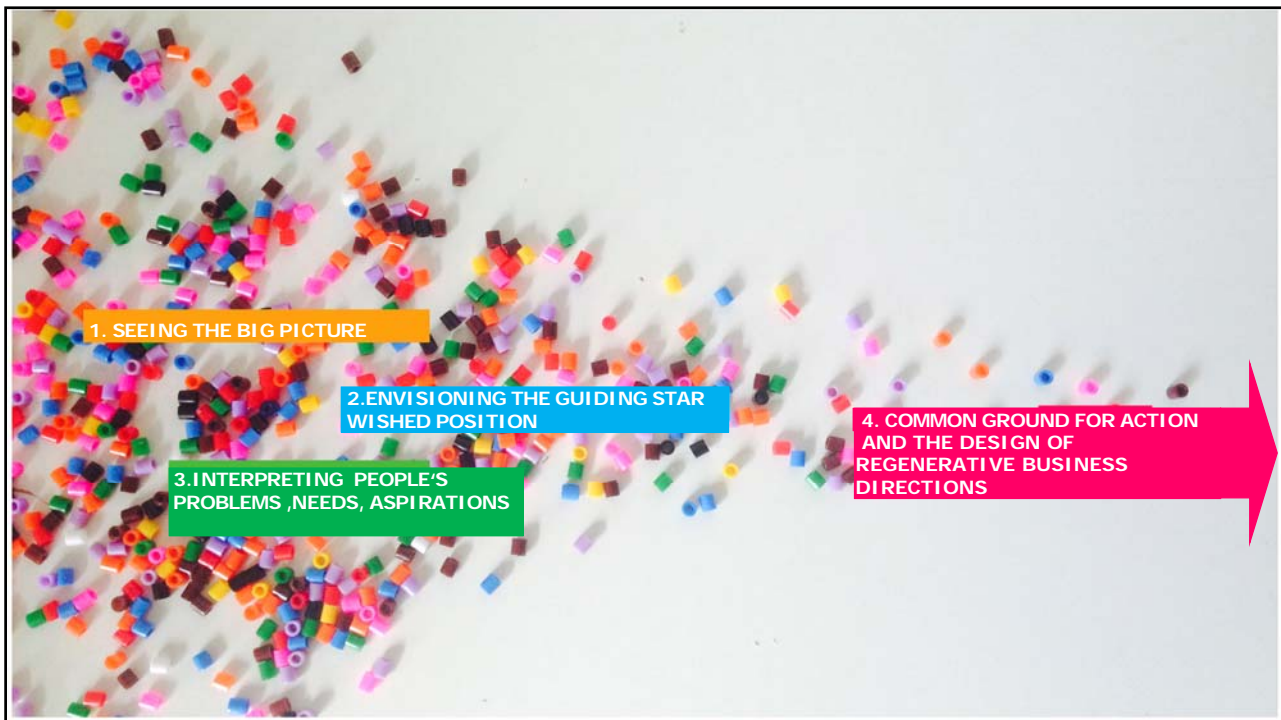 1. SEEING THE BIG PICTURE
2.ENVISIONING THE GUIDING STAR
WISHED POSITION
3.INTERPRETING PEOPLE‘S
PROBLEMS ,NEEDS, ASPIRATIONS
4. COMMON GROUND FOR ACTION
AND THE DESIGN OF
REGENERATIVE BUSINESS
DIRECTIONS